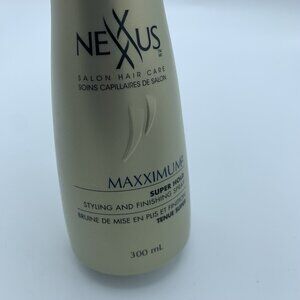 NEXXUS
SALON HAIR CARE
SOINS CAPILLAIRES DE SALON
MAXXIMUM
SUPER HOLD
STYLING AND FINISHING SPRAY
BRUINE DE MISE EN PLIS ET FINITION
TENUE SUPER
300 mL